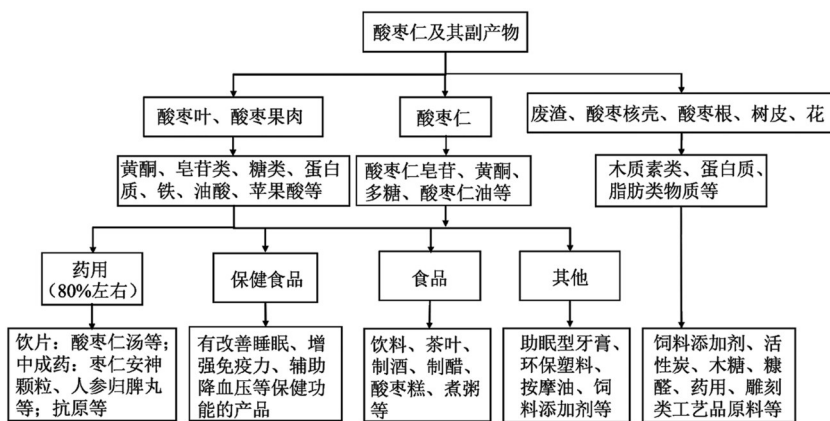 酸枣仁及其副产物
酸枣叶、酸枣果肉
酸枣仁
废渣、酸枣核壳、酸枣根、树皮、花
黄酮、皂苷类、糖类、蛋白
质、铁、油酸、苹果酸等
酸枣仁皂苷、黄酮、
多糖、酸枣仁油等
木质素类、蛋白质、
脂肪类物质等
药用
（80%左右）
保健食品
食品
其他
饮片：酸枣仁汤等；
中成药：枣仁安神
颗粒、人参归脾丸
等；抗原等
有改善睡眠、增
强免疫力、辅助
降血压等保健功
能的产品
饮料、茶叶、
制酒、制醋、
酸枣糕、煮粥
等
助眠型牙膏、
环保塑料、
按摩油、饲
料添加剂等
饲料添加剂、活
性炭、木糖、糠
醛、药用、雕刻
类工艺品原料等